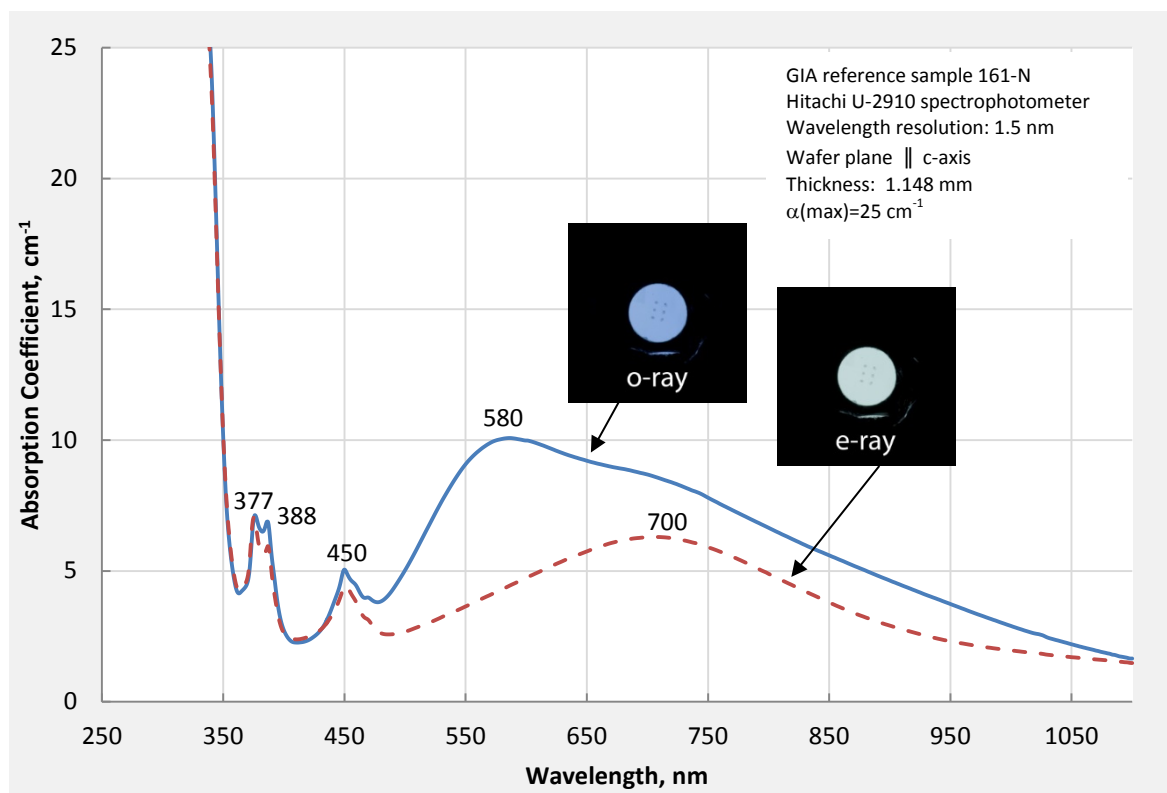 25
20
15
10
5
0
Absorption Coefficient, cm⁻¹
GIA reference sample 161-N
Hitachi U-2910 spectrophotometer
Wavelength resolution: 1.5 nm
Wafer plane ∥ c-axis
Thickness: 1.148 mm
α(max)=25 cm⁻¹
o-ray
e-ray
377
388
450
580
700
250 350 450 550 650 750 850 950 1050
Wavelength, nm